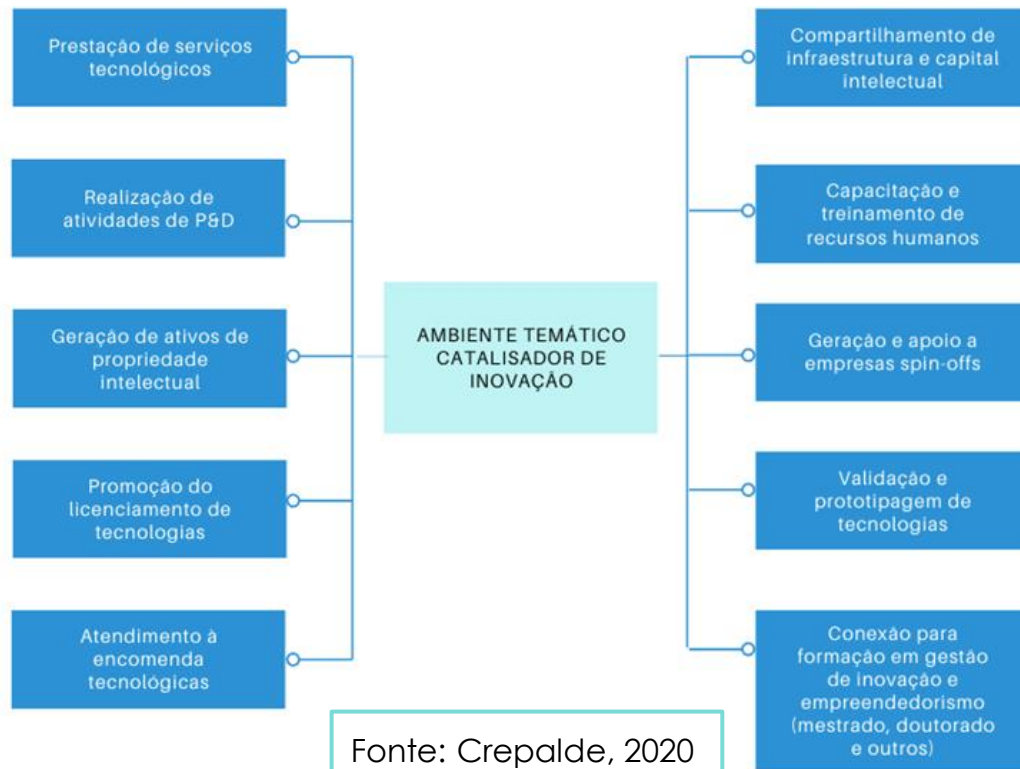 Prestação de serviços
tecnológicos
Realização de
atividades de P&D
Geração de ativos de
propriedade
intelectual
Promoção do
licenciamento de
tecnologias
Atendimento à
encomenda
tecnológicas
AMBIENTE TEMÁTICO
CATALISADOR DE
INOVAÇÃO
Compartilhamento de
infraestrutura e capital
intelectual
Capacitação e
treinamento de
recursos humanos
Geração e apoio a
empresas spin-offs
Validação e
prototipagem de
tecnologias
Conexão para
formação em gestão
de inovação e
empreendedorismo
(mestrado, doutorado
e outros)
Fonte: Crepalde, 2020